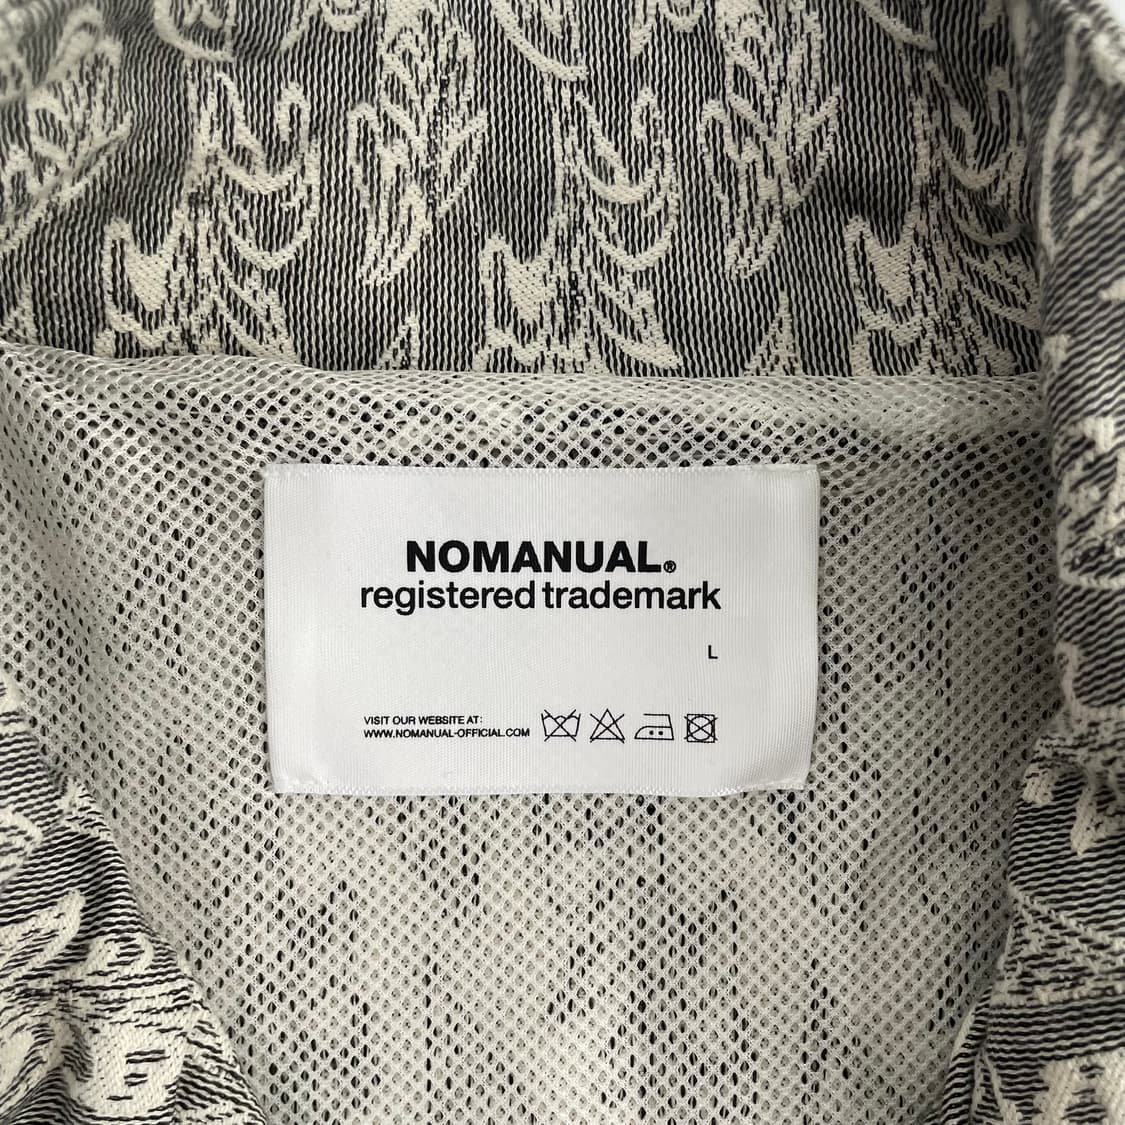 NOMANUAL®
registered trademark
L
VISIT OUR WEBSITE AT:
WWW.NOMANUAL-OFFICIAL.COM